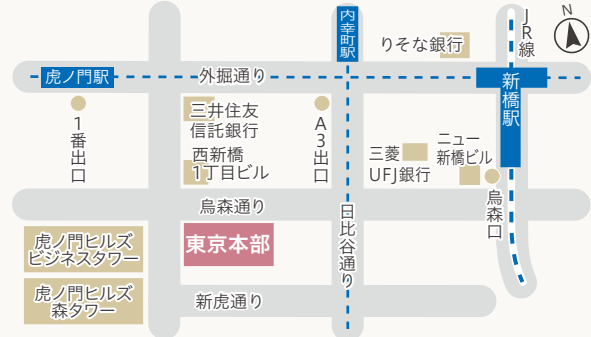 内幸町駅
JR線
N
りそな銀行
虎ノ門駅
外掘通り
新橋駅
1番出口
三井住友
信託銀行
A3出口
西新橋
1丁目ビル
三菱
UFJ銀行
ニュー
新橋ビル
烏森口
烏森通り
日比谷通り
虎ノ門ヒルズ
ビジネスタワー
東京本部
虎ノ門ヒルズ
森タワー
新虎通り